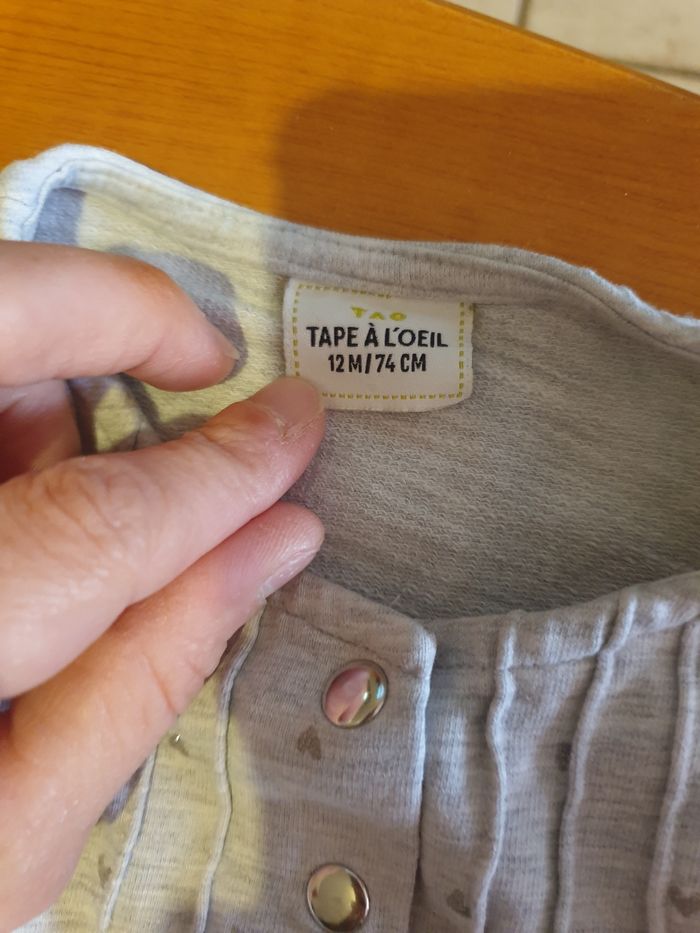 TAO
TAPE À L'OEIL
12 M/74 CM